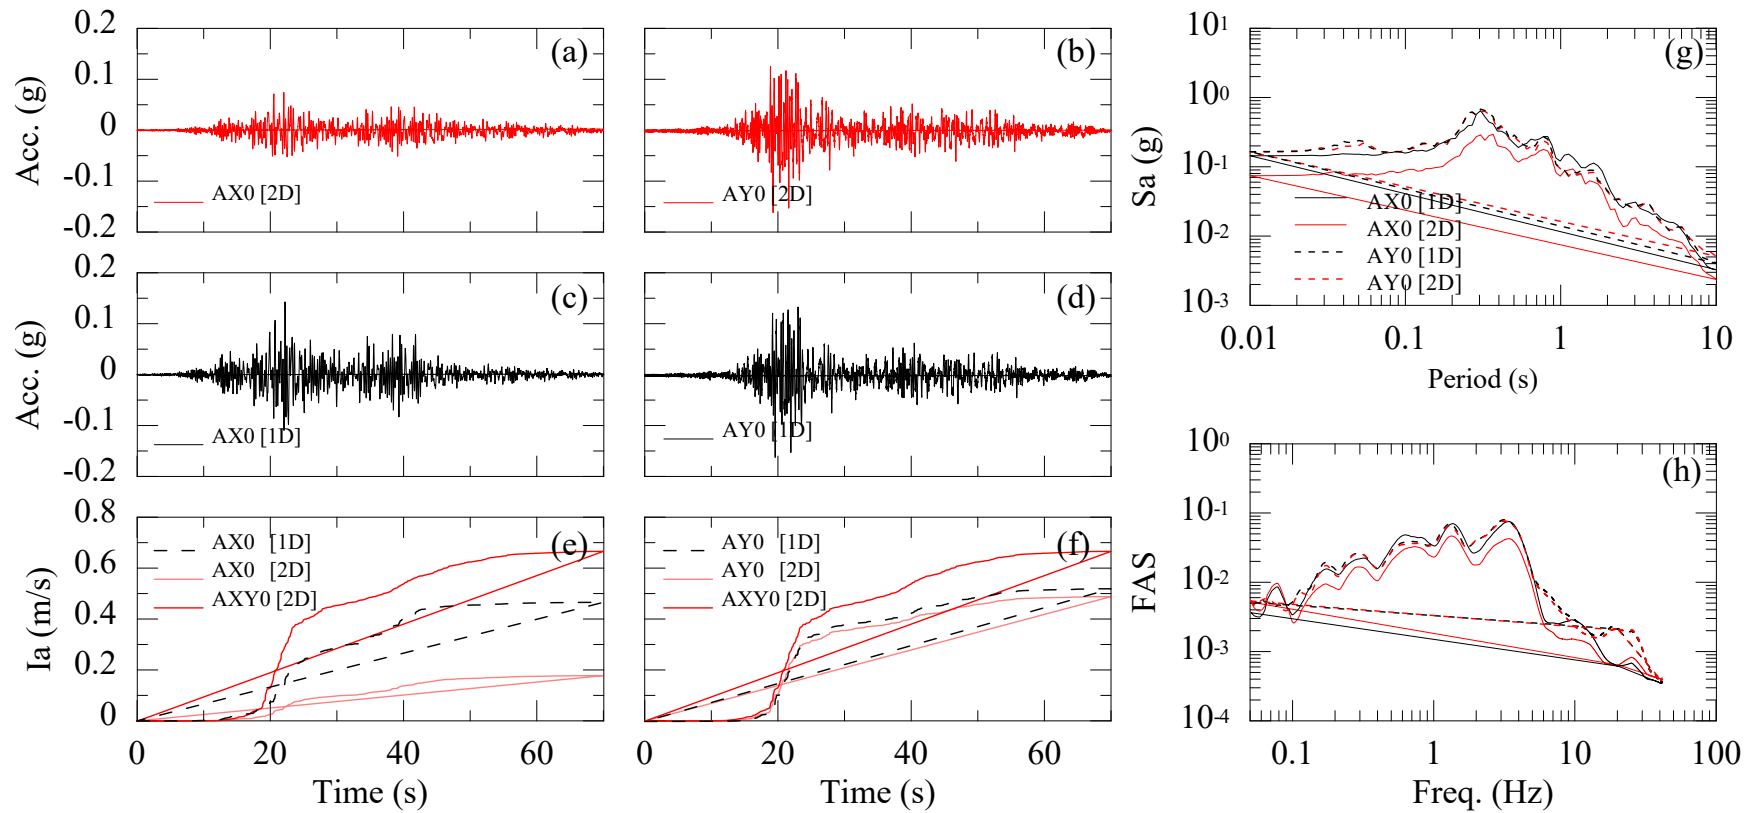 0.2
0.1
0
-0.1
-0.2
Acc. (g)
(a)
AX0 [2D]
(b)
AY0 [2D]
0.1
0
-0.1
-0.2
Acc. (g)
(c)
AX0 [1D]
(d)
AY0 [1D]
0.8
0.6
0.4
0.2
0
Ia (m/s)
(e)
AX0 [1D]
AX0 [2D]
AXY0 [2D]
0 20 40 60
Time (s)
(f)
AY0 [1D]
AY0 [2D]
AXY0 [2D]
0 20 40 60
Time (s)
10¹
10⁰
10⁻¹
10⁻²
10⁻³
Sa (g)
(g)
AX0 [1D]
AX0 [2D]
AY0 [1D]
AY0 [2D]
0.01 0.1 1 10
Period (s)
10⁰
10⁻¹
10⁻²
10⁻³
10⁻⁴
FAS
(h)
0.1 1 10 100
Freq. (Hz)